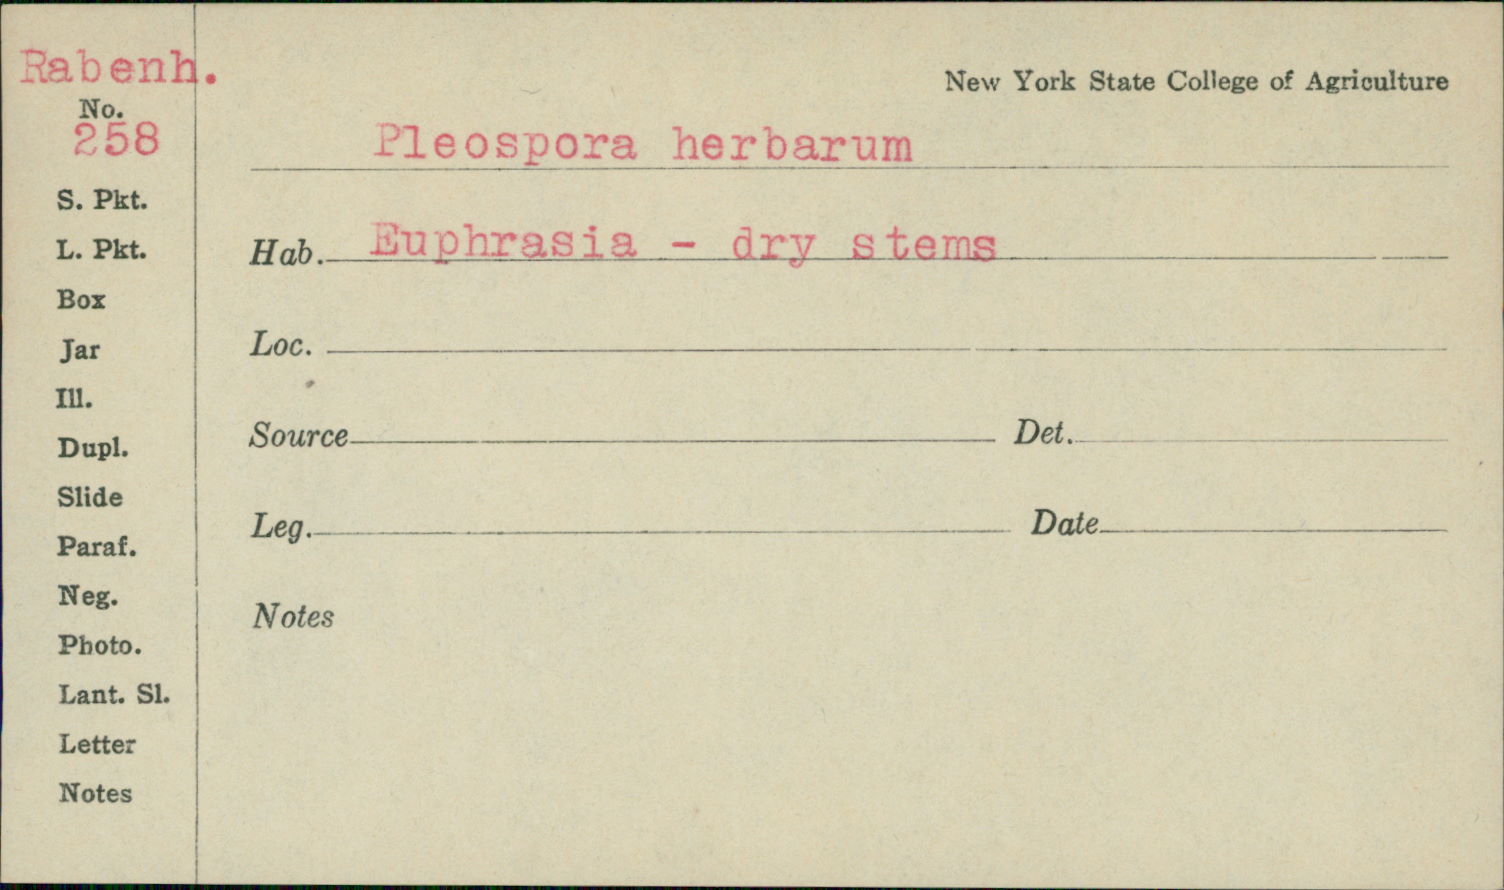 Rabenh.
No.
258
S. Pkt.
L. Pkt.
Box
Jar
Ill.
Dupl.
Slide
Paraf.
Neg.
Photo.
Lant. Sl.
Letter
Notes
New York State College of Agriculture
Pleospora herbarum
Hab. Euphrasia - dry stems
Loc.
Source Det.
Leg. Date
Notes